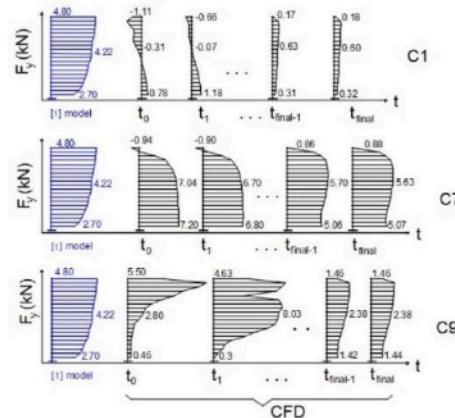 4.80 -1.11 -0.66 0.17 0.18
F_y (kN) 4.22 -0.31 -0.07 0.63 0.60 C1
2.70 0.78 1.18 . . . 0.31 0.32
[1] model t_0 t_1 . . . t_final-1 t_final t
4.80 -0.94 -0.90 0.86 0.88
F_y (kN) 4.22 7.04 6.70 5.70 5.63 C7
2.70 7.20 6.80 . . . 5.06 5.07
[1] model t_0 t_1 . . . t_final-1 t_final t
4.80 5.50 4.63 1.46 1.46
F_y (kN) 4.22 2.80 8.03 2.38 2.38 C9
2.70 0.46 0.3 . . 1.42 1.44
[1] model t_0 t_1 . . . t_final-1 t_final t
CFD